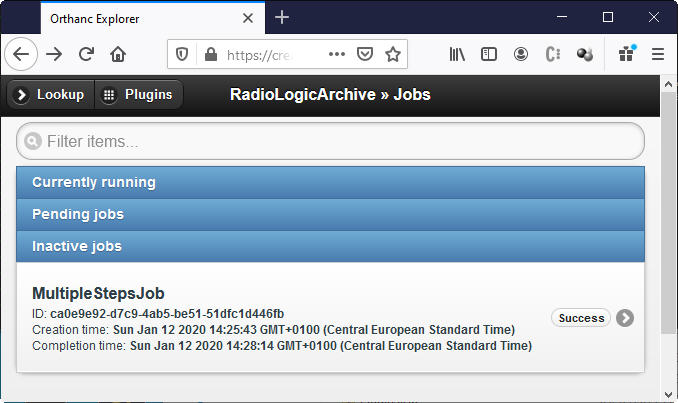 Orthanc Explorer
https://cre
Lookup
Plugins
RadioLogicArchive » Jobs
Filter items...
Currently running
Pending jobs
Inactive jobs
MultipleStepsJob
ID: ca0e9e92-d7c9-4ab5-be51-51dfc1d446fb
Creation time: Sun Jan 12 2020 14:25:43 GMT+0100 (Central European Standard Time)
Success
Completion time: Sun Jan 12 2020 14:28:14 GMT+0100 (Central European Standard Time)